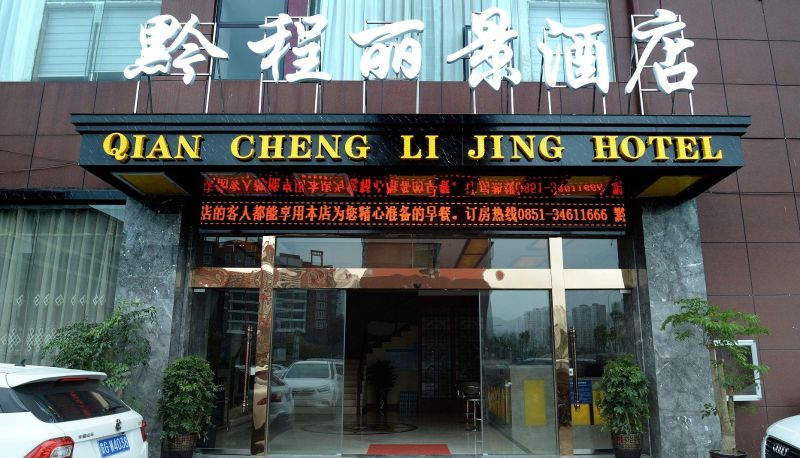 黔程丽景酒店
QIAN CHENG LI JING HOTEL
店的客人都能享用本店为您精心准备的早餐。订房热线0851-34611666